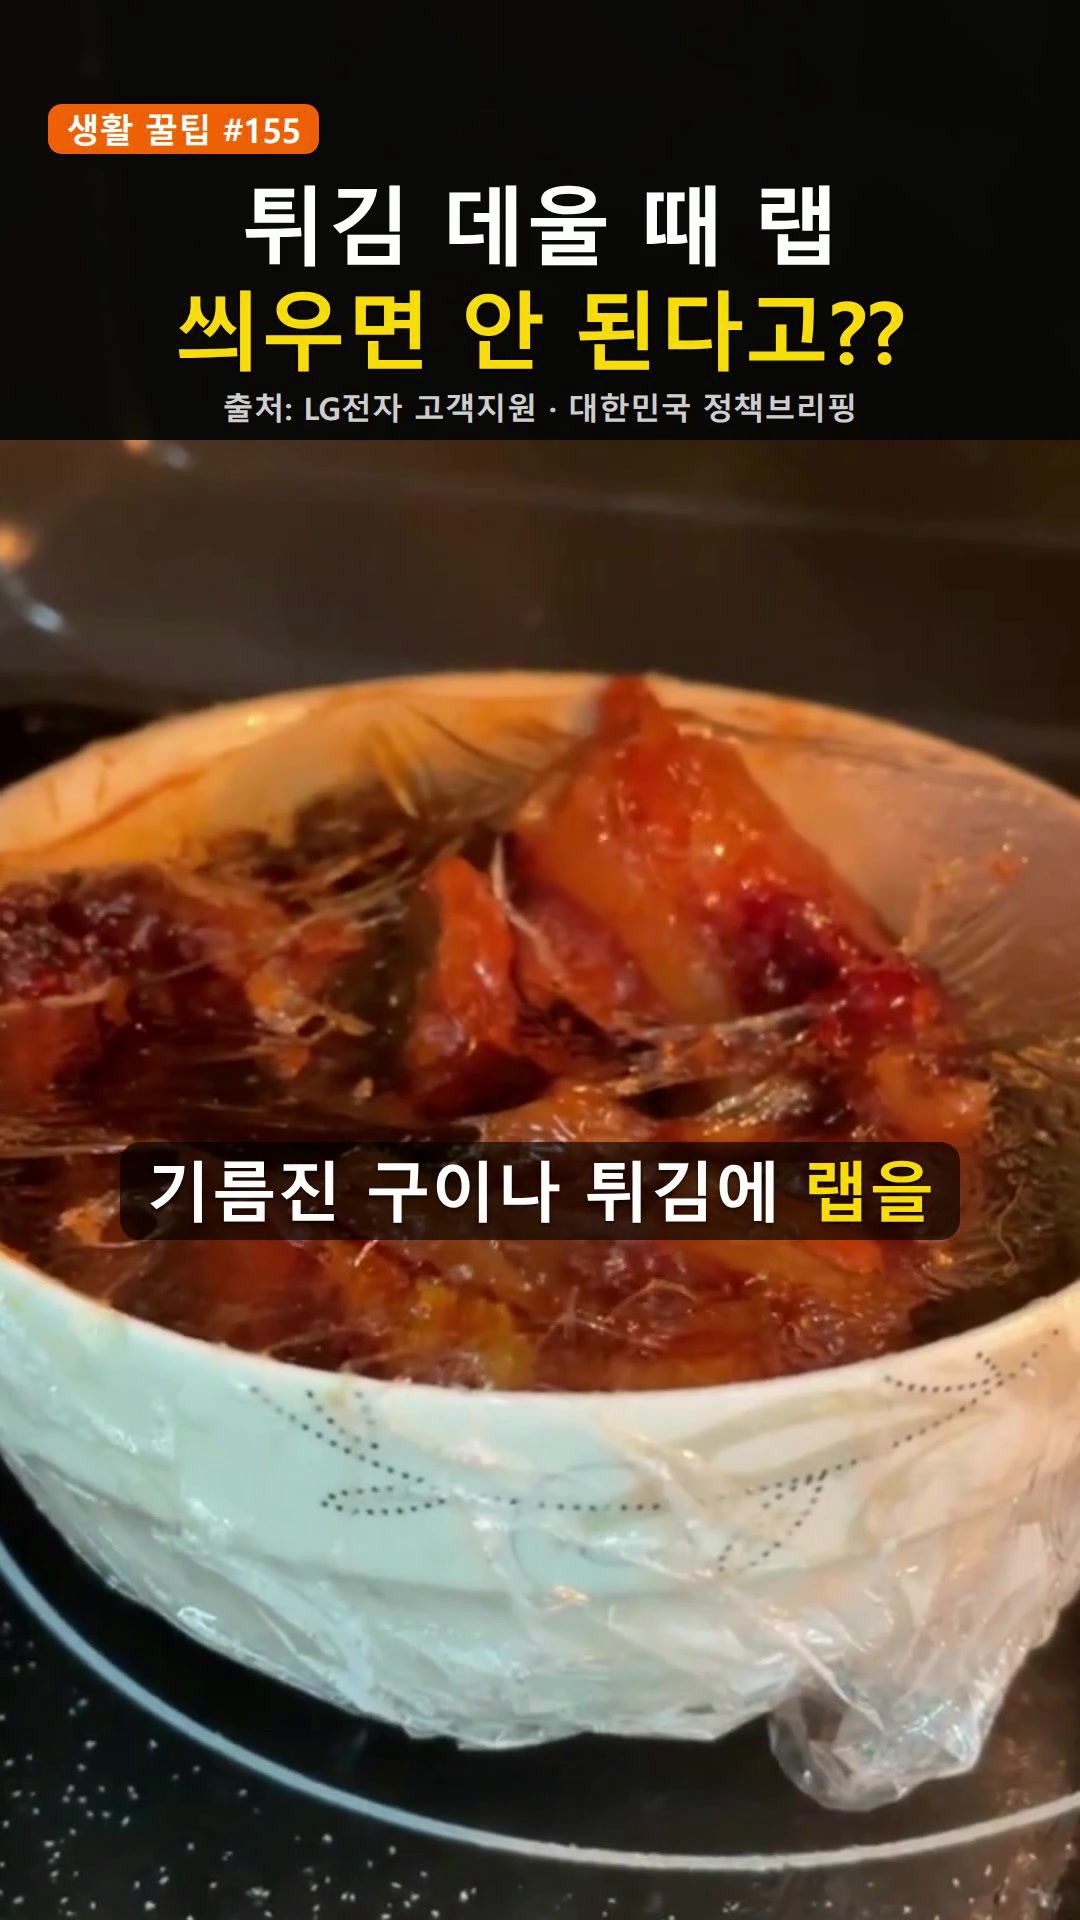 생활 꿀팁 #155
튀김 데울 때 랩
씌우면 안 된다고??
출처: LG전자 고객지원 · 대한민국 정책브리핑
기름진 구이나 튀김에 랩을